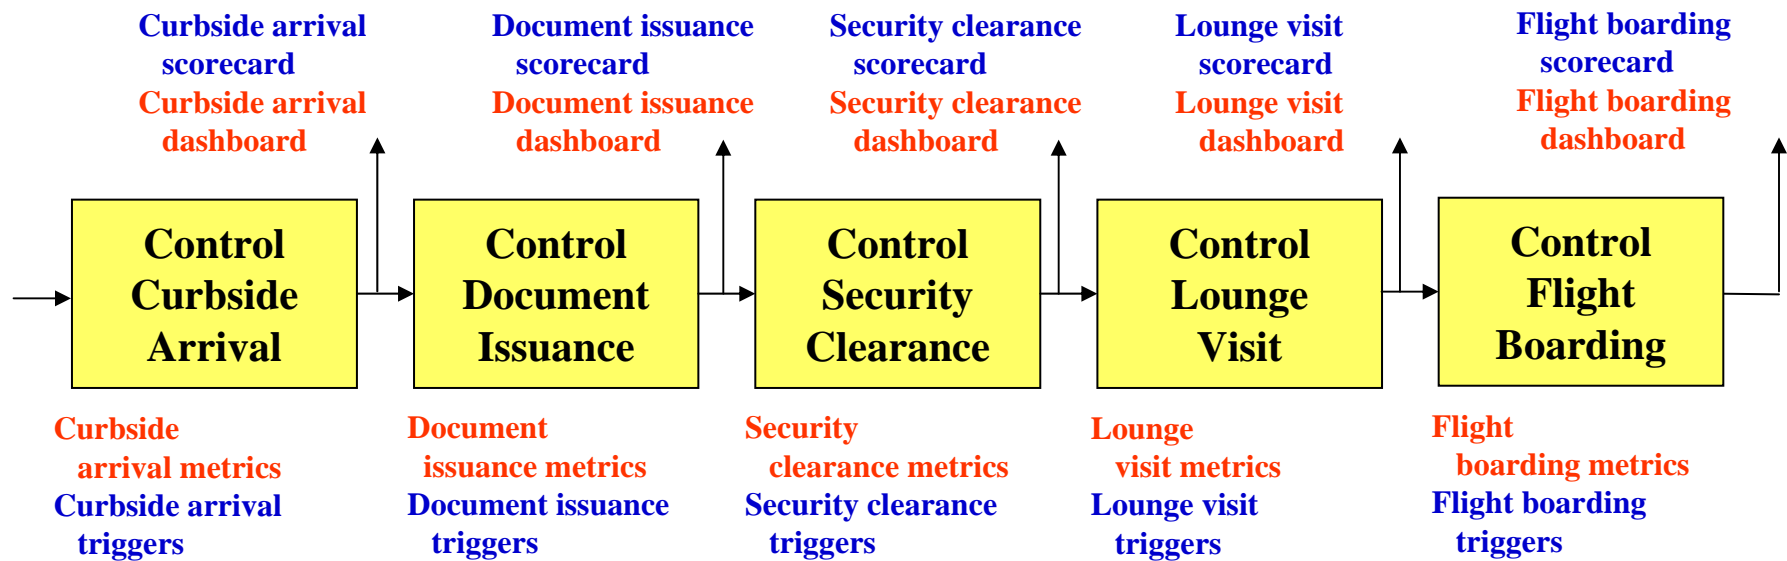 Curbside arrival
scorecard
Curbside arrival
dashboard
Document issuance
scorecard
Document issuance
dashboard
Security clearance
scorecard
Security clearance
dashboard
Lounge visit
scorecard
Lounge visit
dashboard
Flight boarding
scorecard
Flight boarding
dashboard
Control
Curbside
Arrival
Control
Document
Issuance
Control
Security
Clearance
Control
Lounge
Visit
Control
Flight
Boarding
Curbside
arrival metrics
Curbside arrival
triggers
Document
issuance metrics
Document issuance
triggers
Security
clearance metrics
Security clearance
triggers
Lounge
visit metrics
Lounge visit
triggers
Flight
boarding metrics
Flight boarding
triggers